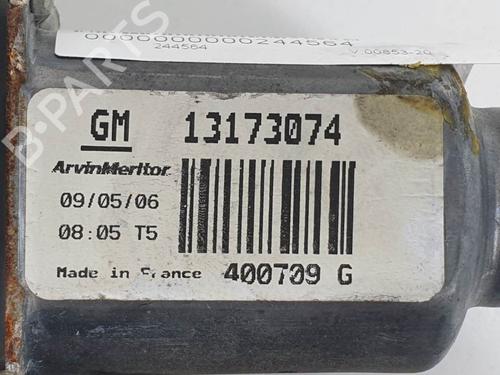 0000000000244564
244564
V.00853-20
GM 13173074
ArvinMeritor
09/05/06
08:05 T5
Made in France 400709 G
B-PARTS